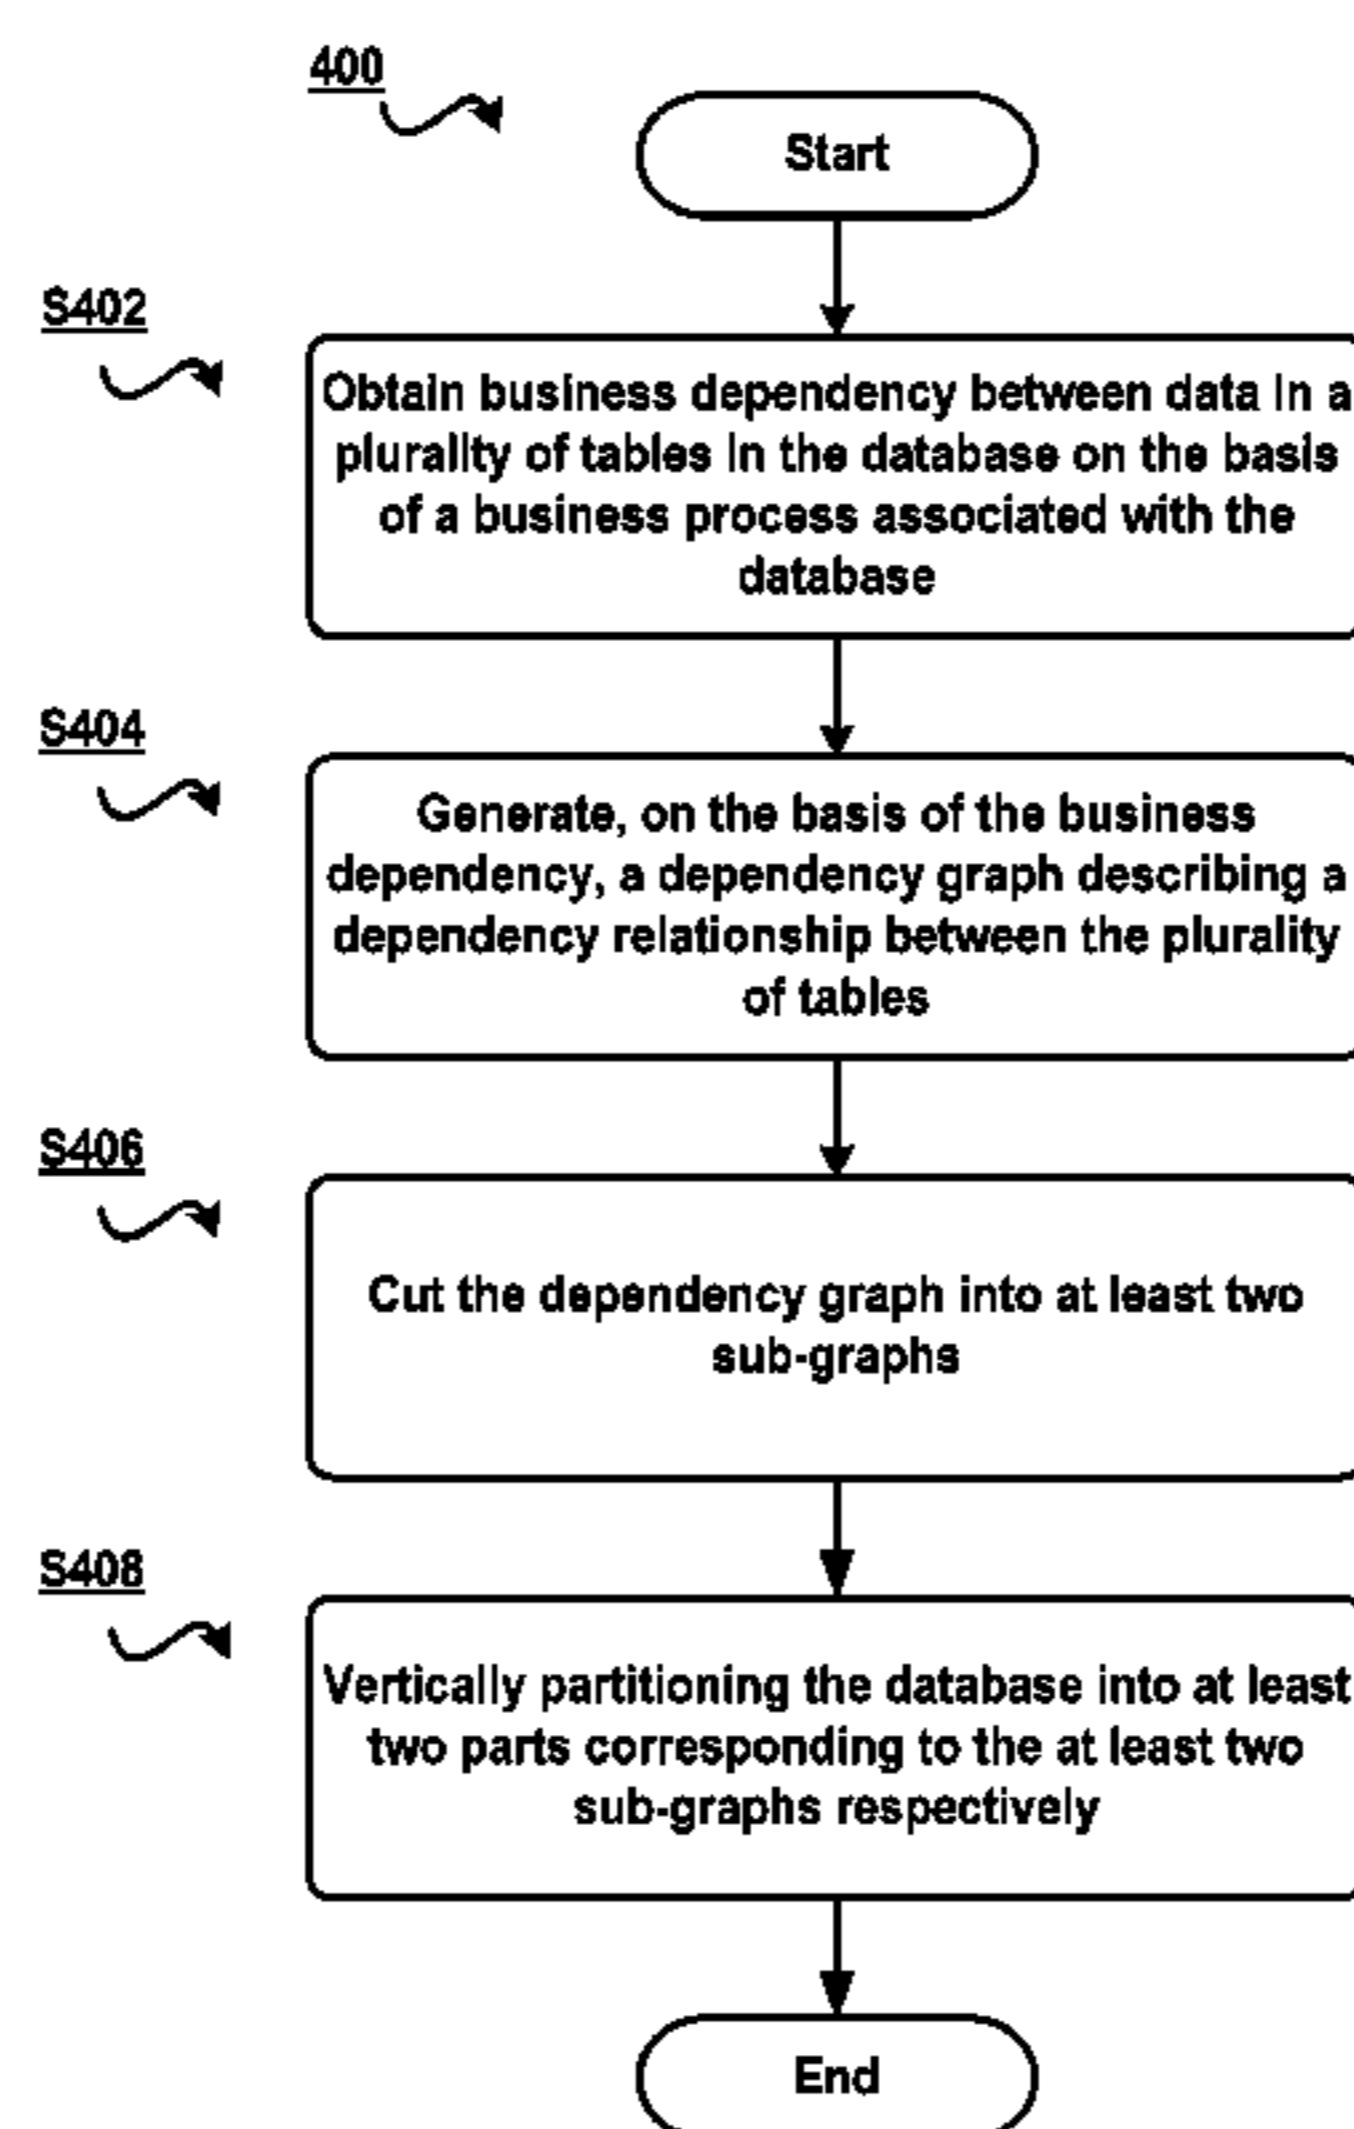 400
Start
S402
Obtain business dependency between data in a
plurality of tables in the database on the basis
of a business process associated with the
database
S404
Generate, on the basis of the business
dependency, a dependency graph describing a
dependency relationship between the plurality
of tables
S406
Cut the dependency graph into at least two
sub-graphs
S408
Vertically partitioning the database into at least
two parts corresponding to the at least two
sub-graphs respectively
End